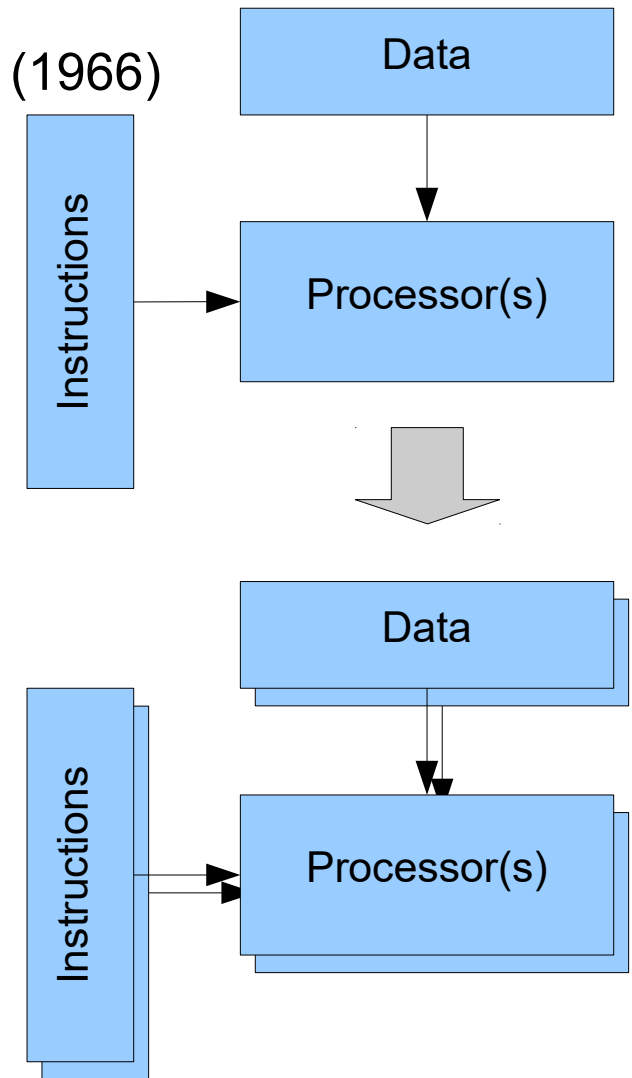 (1966)
Data
Instructions
Processor(s)
Data
Instructions
Processor(s)